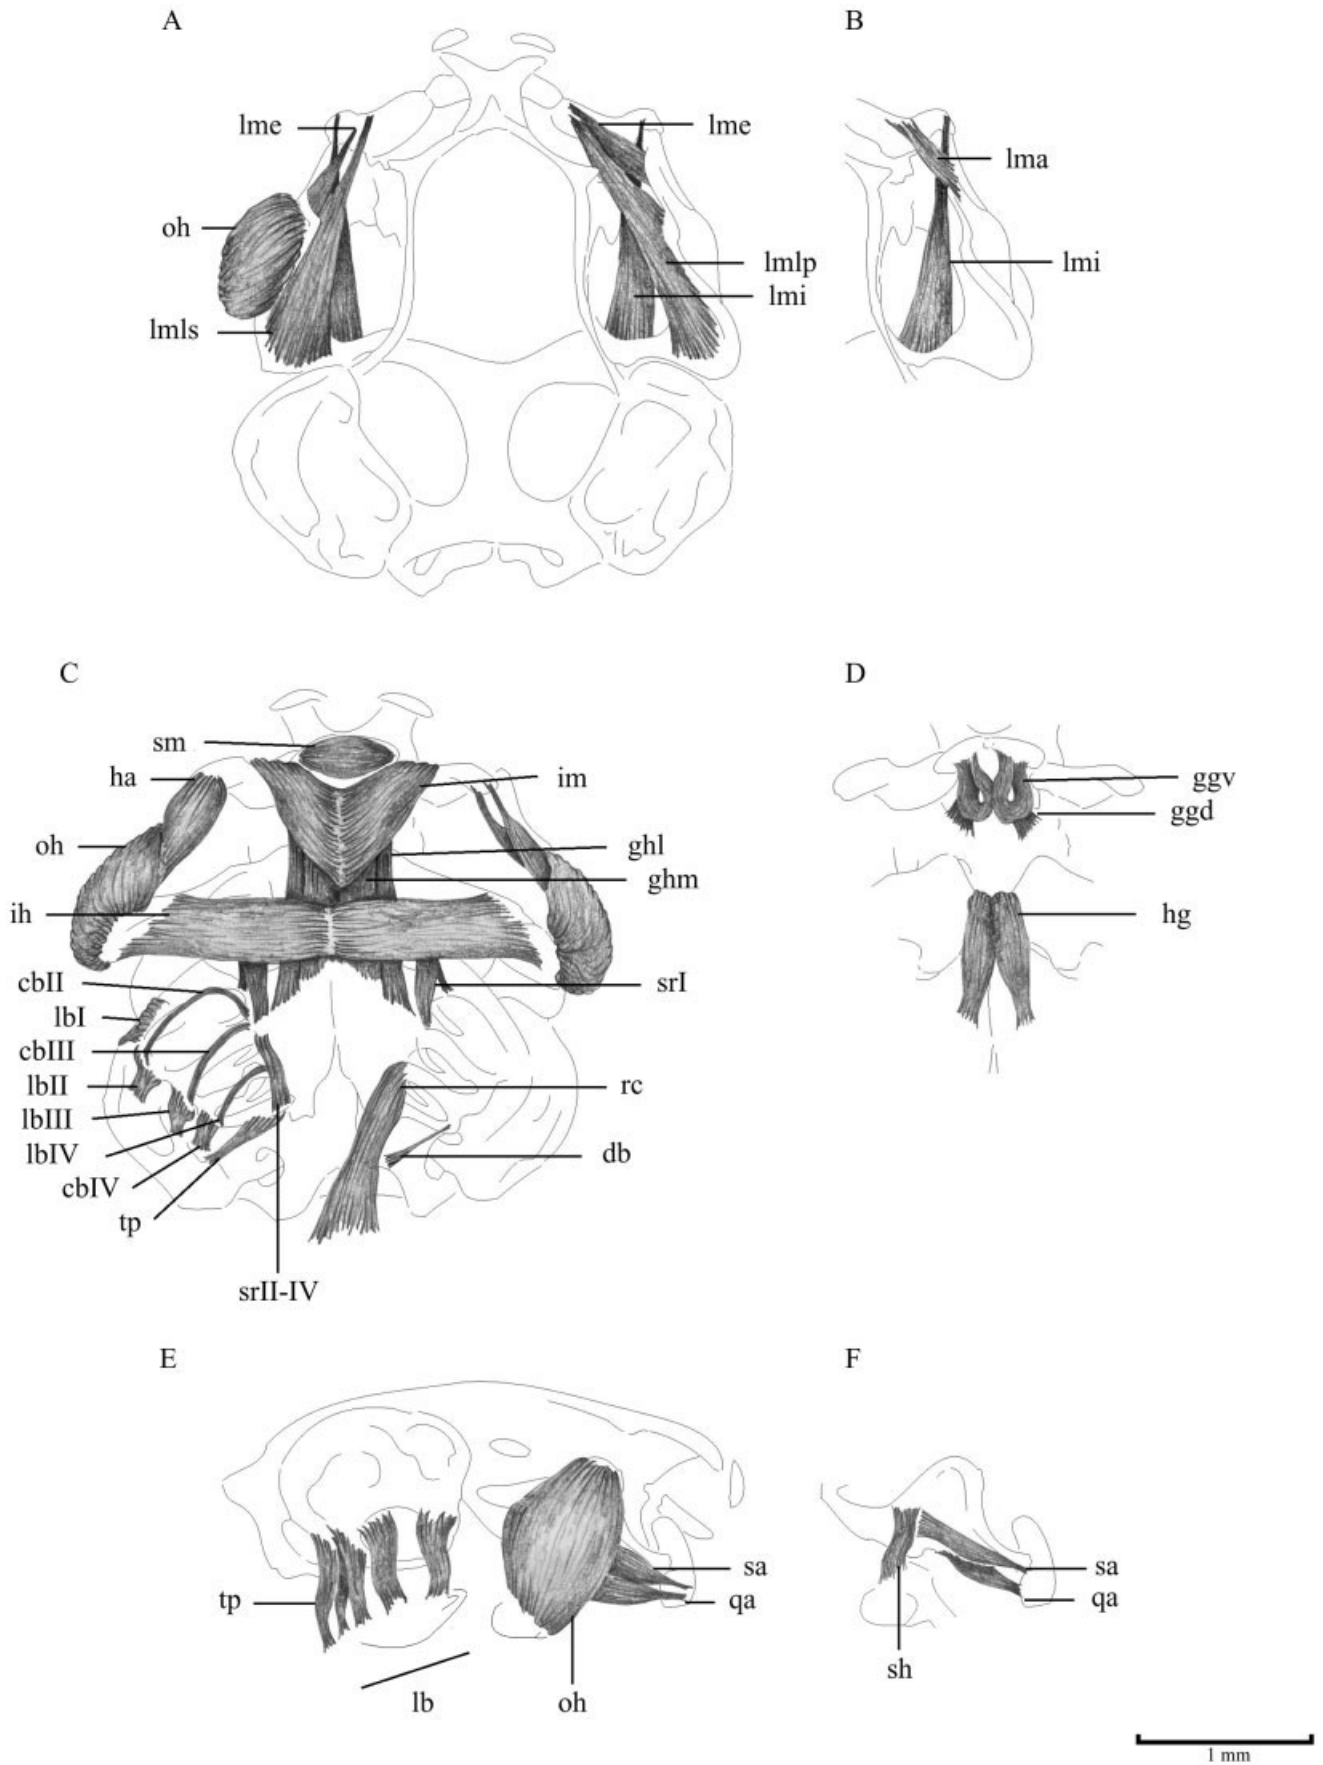 A
B
lme
lme
lma
oh
lmlp
lmi
lmi
lmls
C
D
sm
ha
im
ggv
ggd
oh
ghl
ghm
ih
hg
cbII
srI
lbI
cbIII
lbII
rc
lbIII
lbIV
db
cbIV
tp
srII-IV
E
F
sa
sa
tp
qa
qa
sh
lb
oh
1 mm